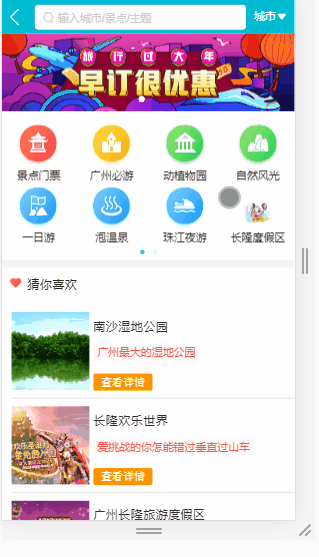 输入城市/景点/主题
城市
旅行过大年
早订很优惠
景点门票
广州必游
动植物园
自然风光
一日游
泡温泉
珠江夜游
长隆度假区
猜你喜欢
南沙湿地公园
广州最大的湿地公园
查看详情
长隆欢乐世界
爱挑战的你怎能错过垂直过山车
查看详情
广州长隆旅游度假区